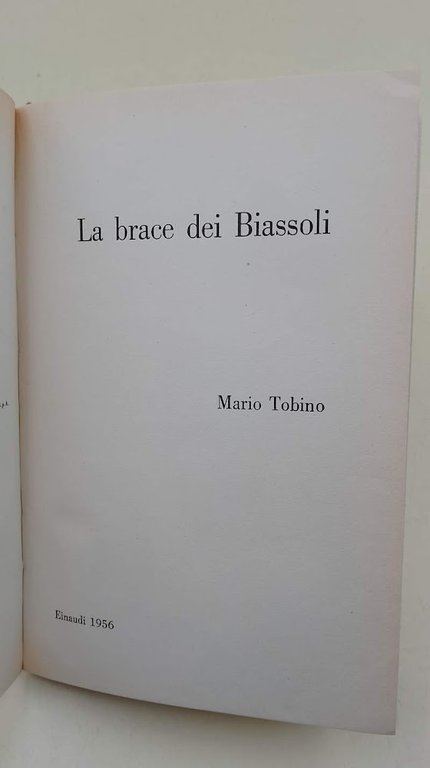 La brace dei Biassoli
Mario Tobino
Einaudi 1956